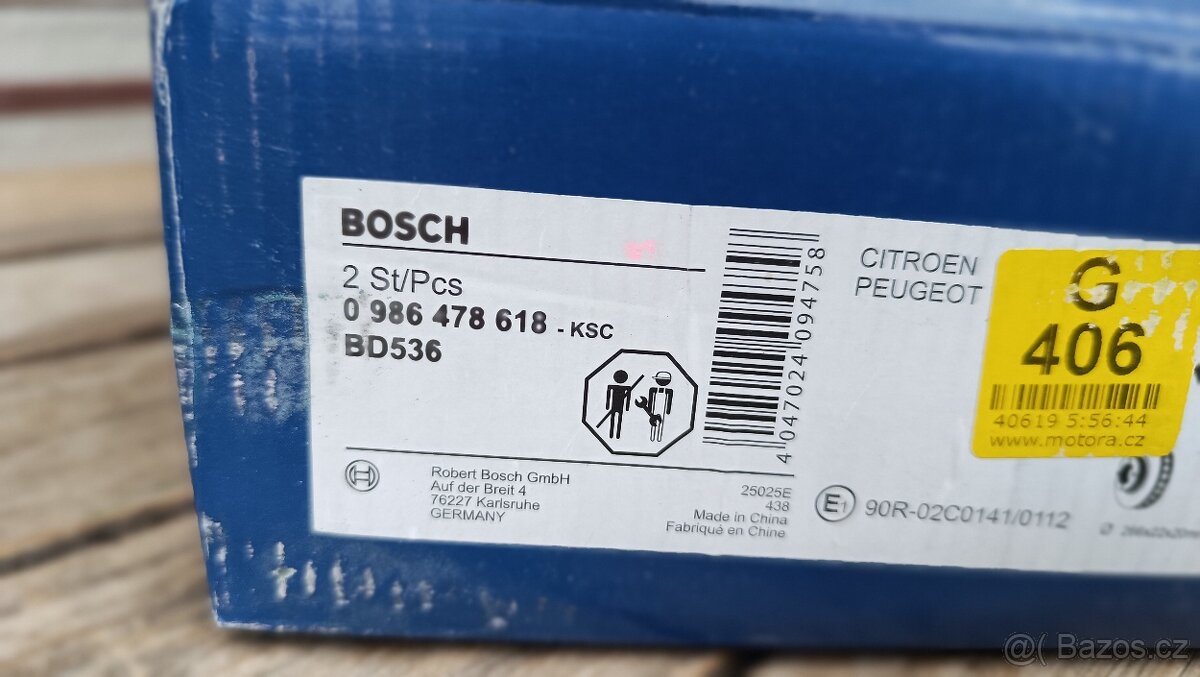 BOSCH
2 St/Pcs
0 986 478 618 - KSC
BD536
4 047024 094758
Robert Bosch GmbH
Auf der Breit 4
76227 Karlsruhe
GERMANY
25025E
438
Made in China
Fabriqué en Chine
CITROEN
PEUGEOT
G
406
40619 5:56:44
www.motora.cz
E1 90R-02C0141/0112
@( Bazos.cz